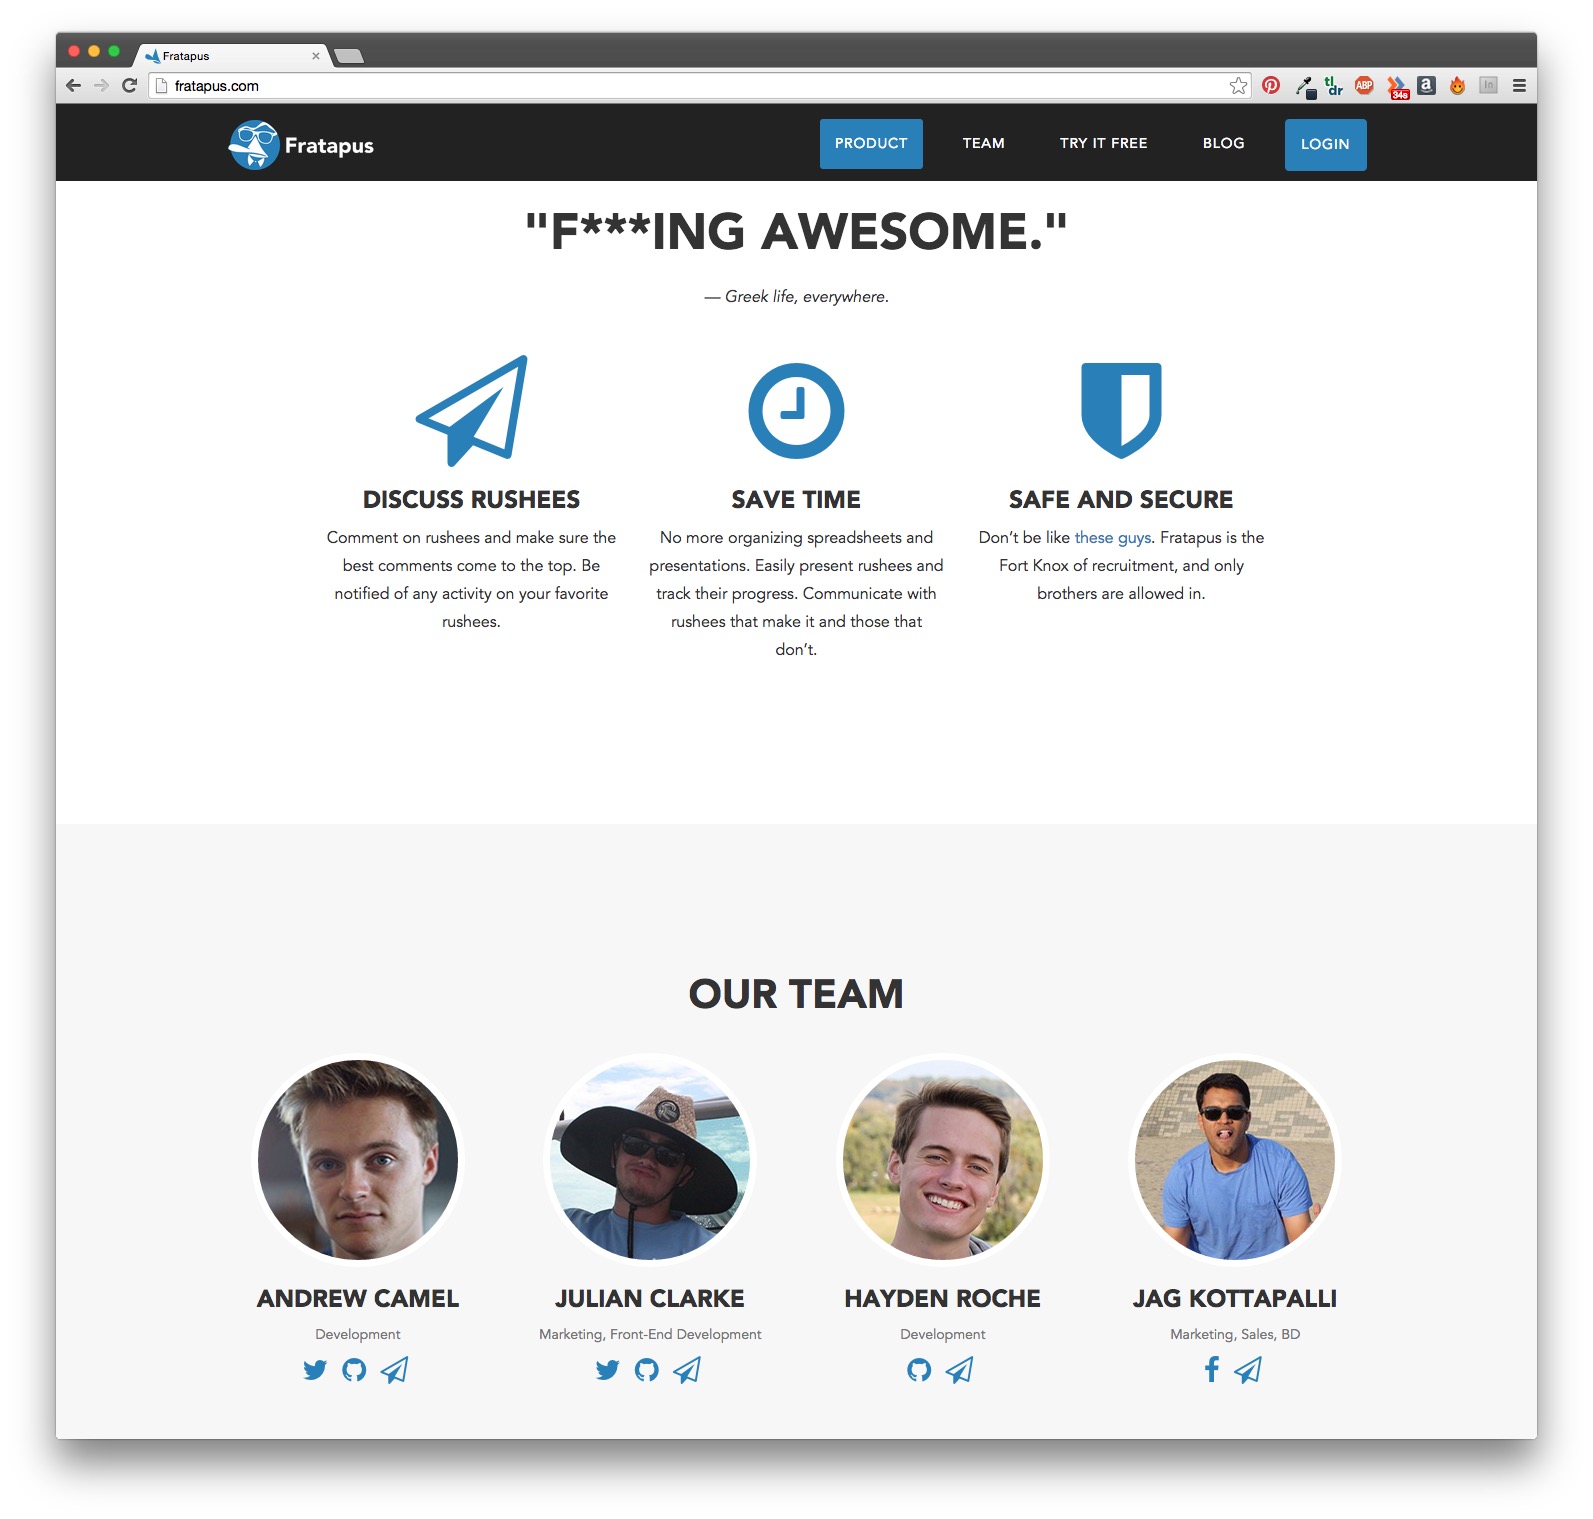 Fratapus
fratapus.com
tl;dr
ABP
34s
a
in
Fratapus
PRODUCT
TEAM
TRY IT FREE
BLOG
LOGIN
"F***ING AWESOME."
— Greek life, everywhere.
DISCUSS RUSHEES
Comment on rushees and make sure the
best comments come to the top. Be
notified of any activity on your favorite
rushees.
SAVE TIME
No more organizing spreadsheets and
presentations. Easily present rushees and
track their progress. Communicate with
rushees that make it and those that
don’t.
SAFE AND SECURE
Don’t be like these guys. Fratapus is the
Fort Knox of recruitment, and only
brothers are allowed in.
OUR TEAM
ANDREW CAMEL
Development
JULIAN CLARKE
Marketing, Front-End Development
HAYDEN ROCHE
Development
JAG KOTTAPALLI
Marketing, Sales, BD